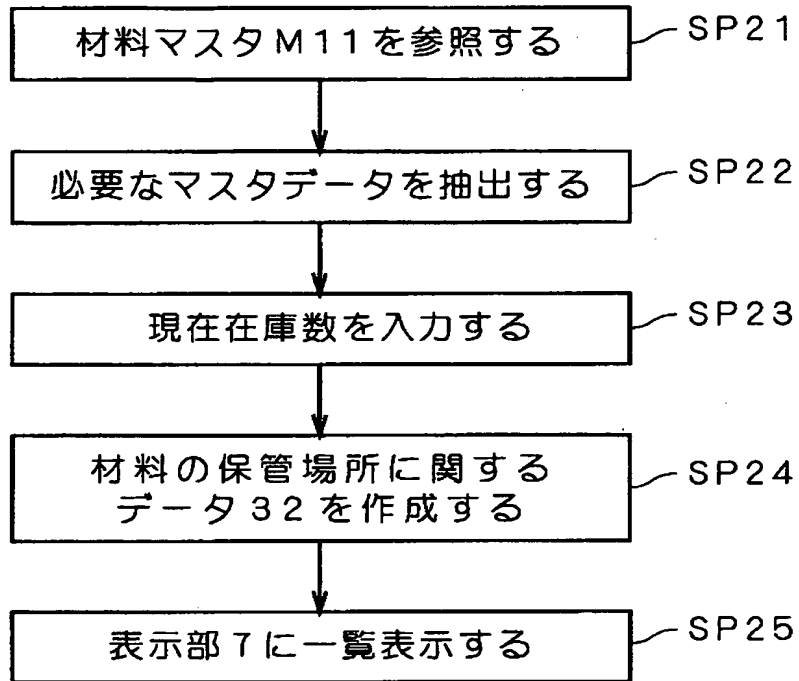 材料マスタM11を参照する
SP21
必要なマスタデータを抽出する
SP22
現在在庫数を入力する
SP23
材料の保管場所に関する
データ32を作成する
SP24
表示部7に一覧表示する
SP25